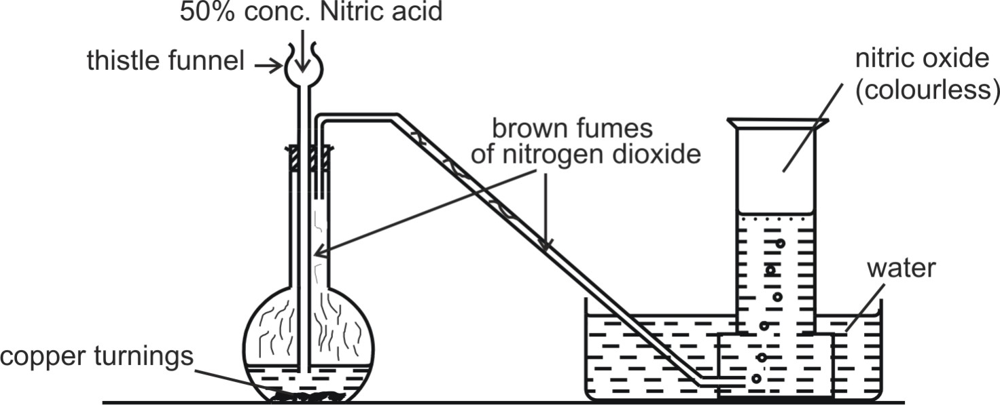 50% conc. Nitric acid
thistle funnel
nitric oxide
(colourless)
brown fumes
of nitrogen dioxide
water
copper turnings